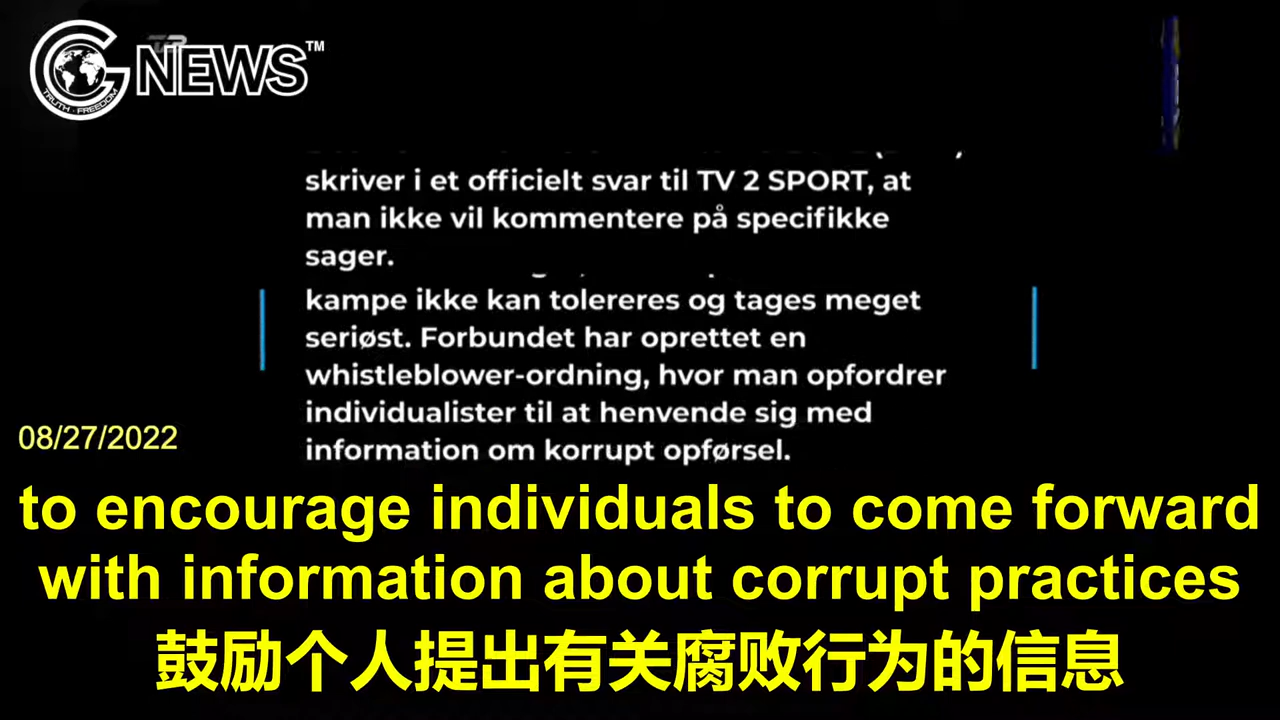 GNEWS™
TRUTH · FREEDOM
skriver i et officielt svar til TV 2 SPORT, at
man ikke vil kommentere på specifikke
sager.
kampe ikke kan tolereres og tages meget
seriøst. Forbundet har oprettet en
whistleblower-ordning, hvor man opfordrer
individualister til at henvende sig med
information om korrupt opførsel.
08/27/2022
to encourage individuals to come forward
with information about corrupt practices
鼓励个人提出有关腐败行为的信息